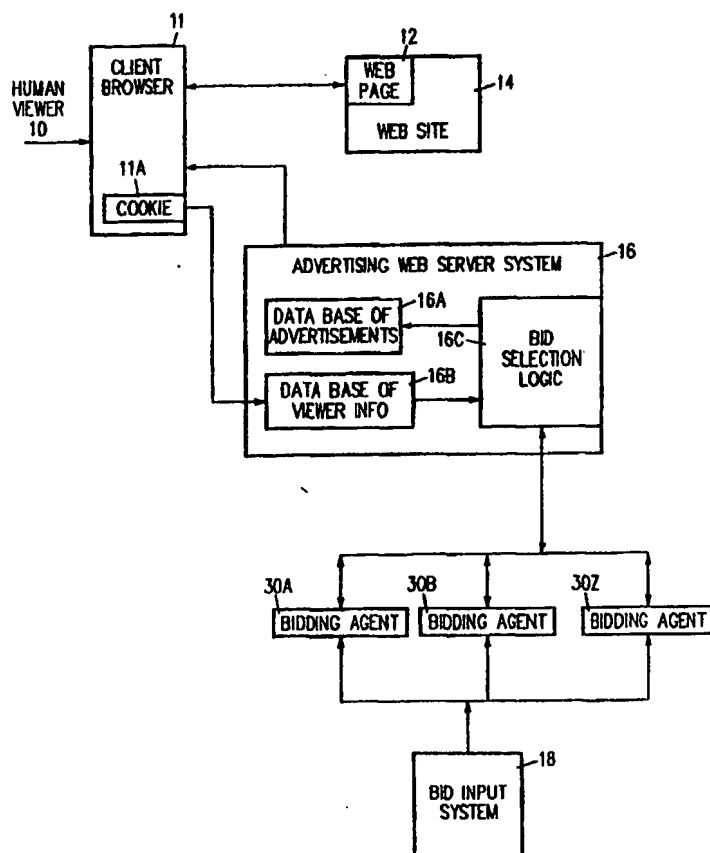 11
CLIENT
BROWSER
HUMAN
VIEWER
10
11A
COOKIE
12
WEB
PAGE
14
WEB SITE
ADVERTISING WEB SERVER SYSTEM
16
16A
DATA BASE OF
ADVERTISEMENTS
16B
DATA BASE OF
VIEWER INFO
16C
BID
SELECTION
LOGIC
30A
BIDDING AGENT
30B
BIDDING AGENT
30Z
BIDDING AGENT
18
BID INPUT
SYSTEM